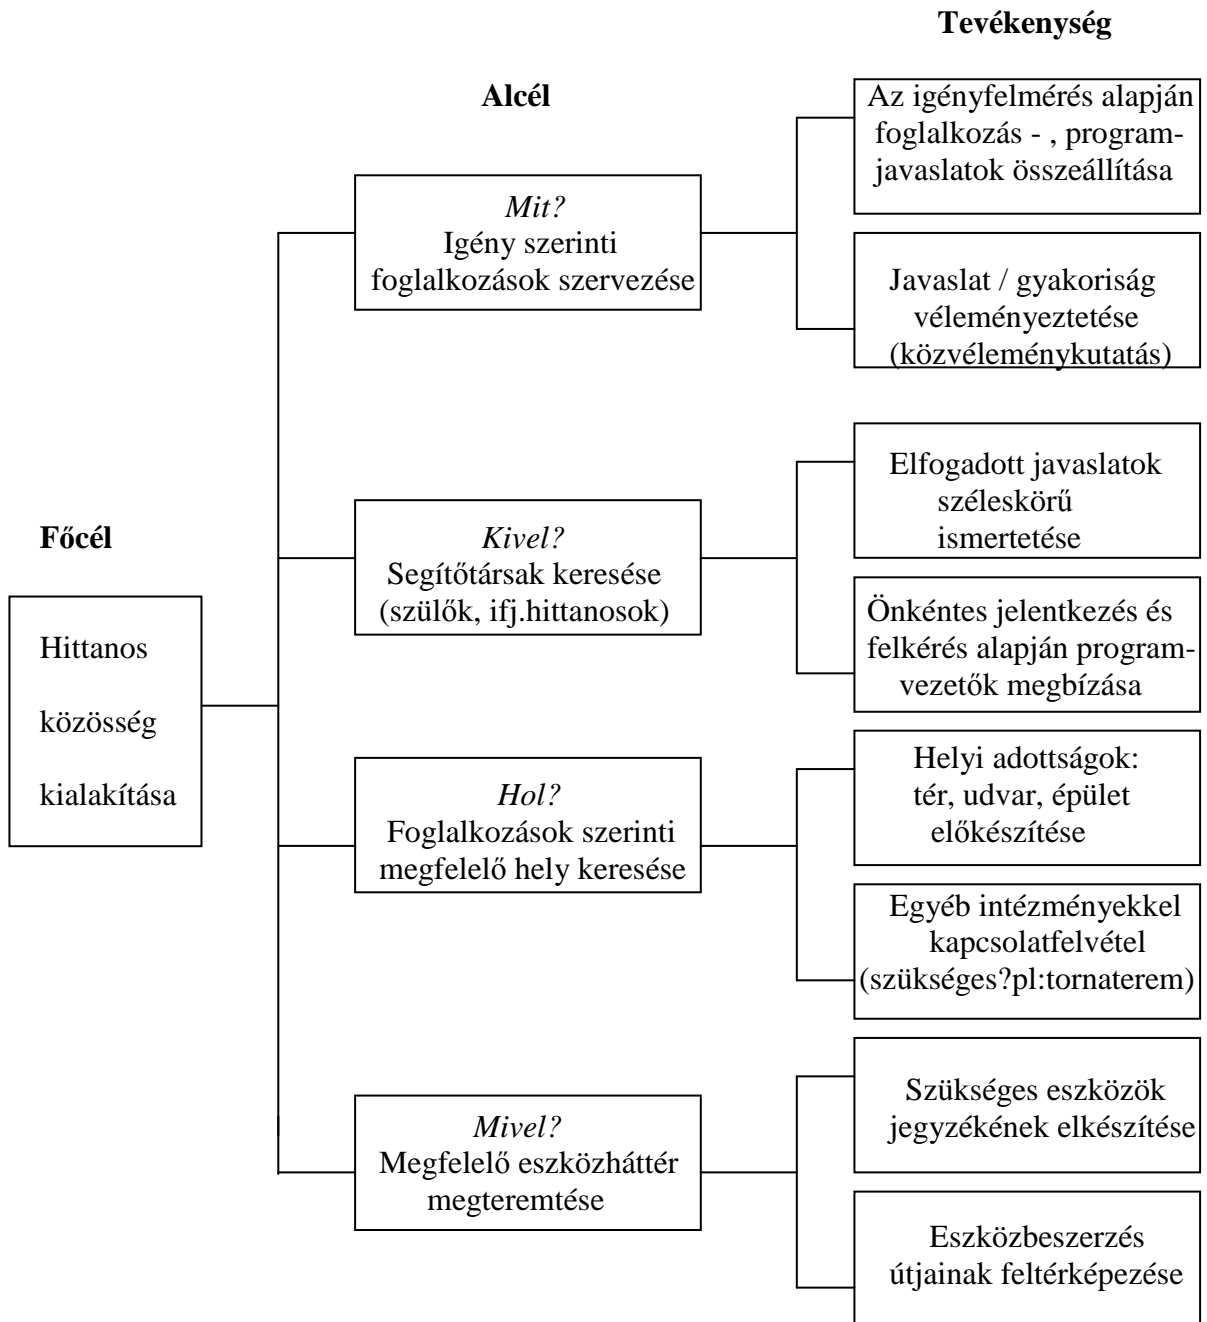 Tevékenység
Alcél
Főcél
Hittanos
közösség
kialakítása
Mit?
Igény szerinti
foglalkozások szervezése
Az igényfelmérés alapján
foglalkozás - , program-
javaslatok összeállítása
Javaslat / gyakoriság
véleményeztetése
(közvéleménykutatás)
Kivel?
Segítőtársak keresése
(szülők, ifj.hittanosok)
Elfogadott javaslatok
széleskörű
ismertetése
Önkéntes jelentkezés és
felkérés alapján program-
vezetők megbízása
Hol?
Foglalkozások szerinti
megfelelő hely keresése
Helyi adottságok:
tér, udvar, épület
előkészítése
Egyéb intézményekkel
kapcsolatfelvétel
(szükséges?pl:tornaterem)
Mivel?
Megfelelő eszközháttér
megteremtése
Szükséges eszközök
jegyzékének elkészítése
Eszközbeszerzés
útjainak feltérképezése